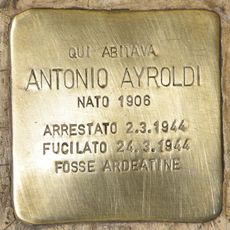 QUI ABITAVA
ANTONIO AYROLDI
NATO 1906
ARRESTATO 2.3.1944
FUCILATO 24.3.1944
FOSSE ARDEATINE